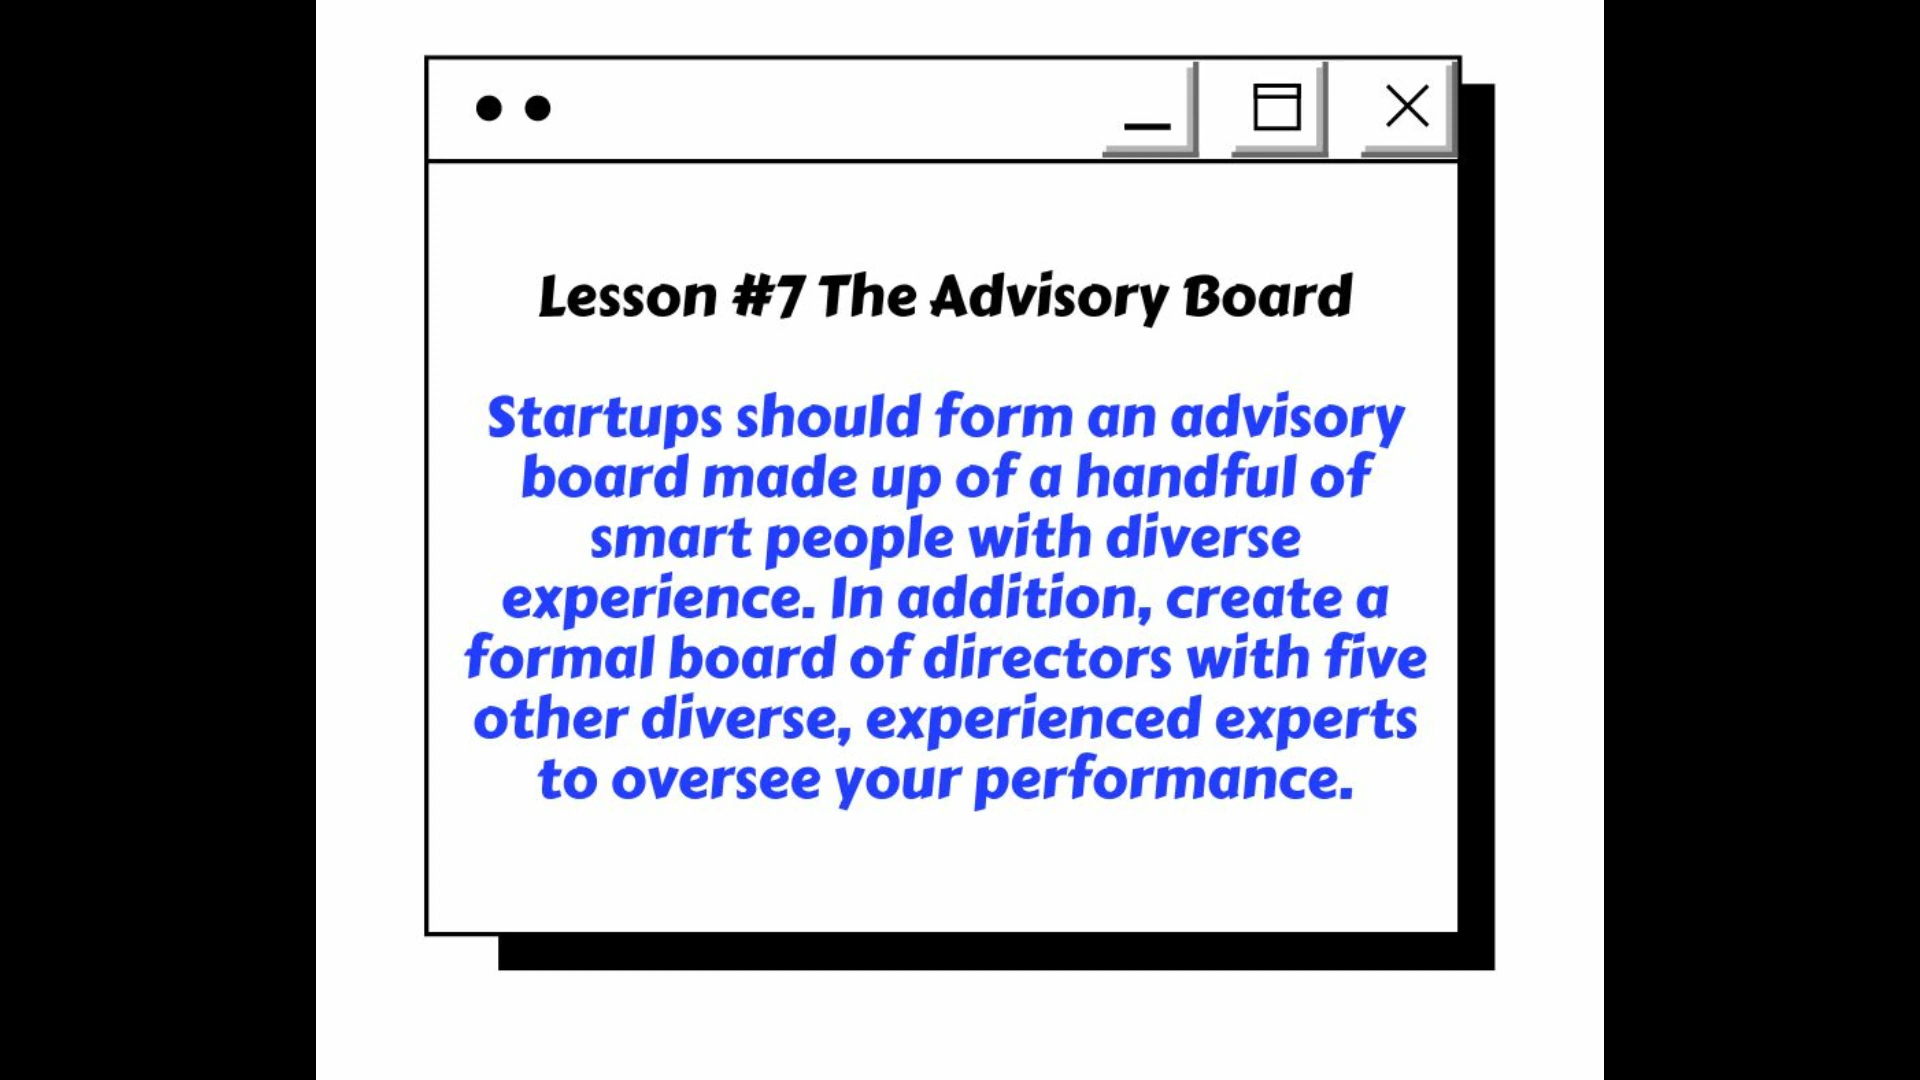 Lesson #7 The Advisory Board
Startups should form an advisory
board made up of a handful of
smart people with diverse
experience. In addition, create a
formal board of directors with five
other diverse, experienced experts
to oversee your performance.